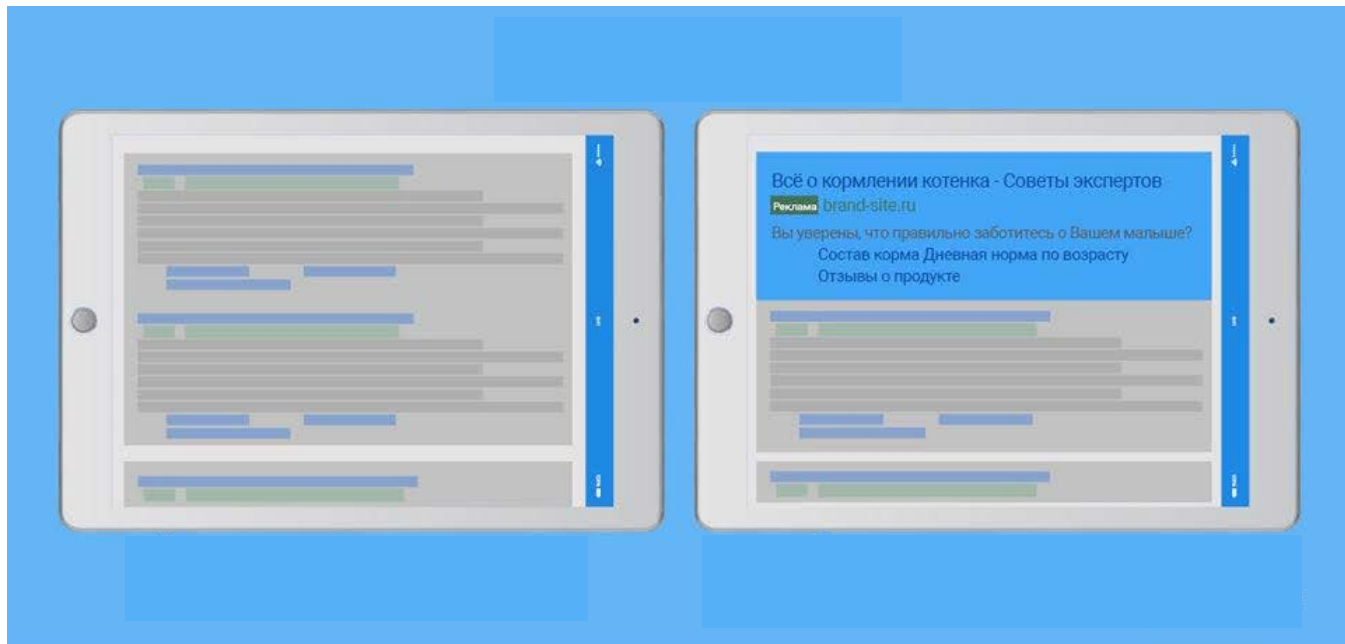 Всё о кормлении котенка - Советы экспертов
Реклама brand-site.ru
Вы уверены, что правильно заботитесь о Вашем малыше?
Состав корма Дневная норма по возрасту
Отзывы о продукте